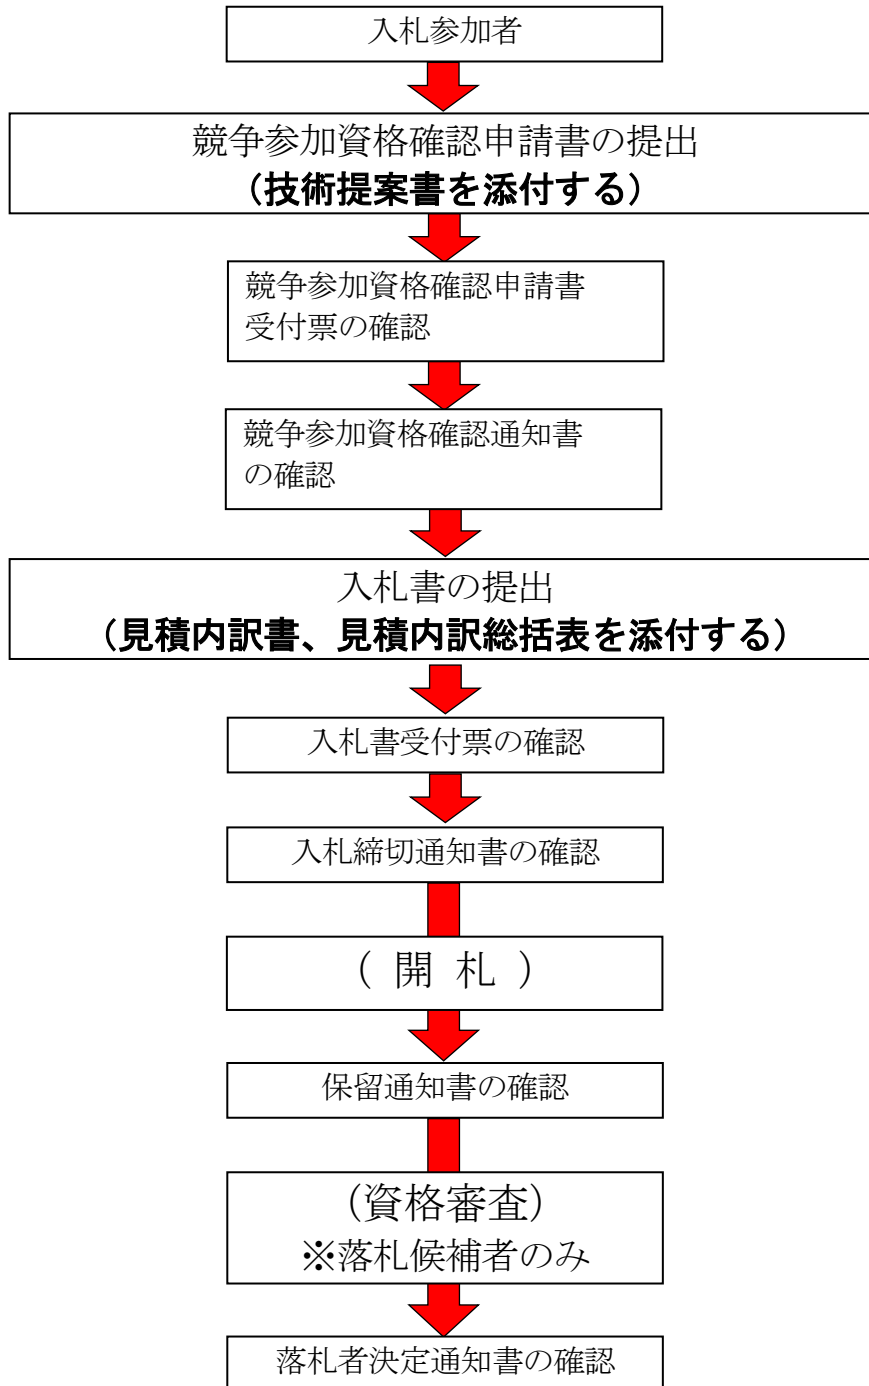 入札参加者
競争参加資格確認申請書の提出
（技術提案書を添付する）
競争参加資格確認申請書
受付票の確認
競争参加資格確認通知書
の確認
入札書の提出
（見積内訳書、見積内訳総括表を添付する）
入札書受付票の確認
入札締切通知書の確認
（ 開 札 ）
保留通知書の確認
（資格審査）
※落札候補者のみ
落札者決定通知書の確認